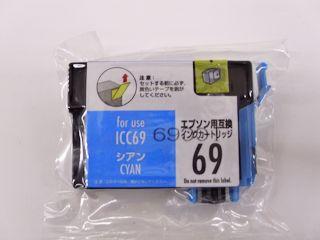 注意:
セットする前に必ず、
黄色いテープを剥が
してください。
for use
ICC69
シアン
CYAN
エプソン用互換
インクカートリッジ
69
Do not remove this label.